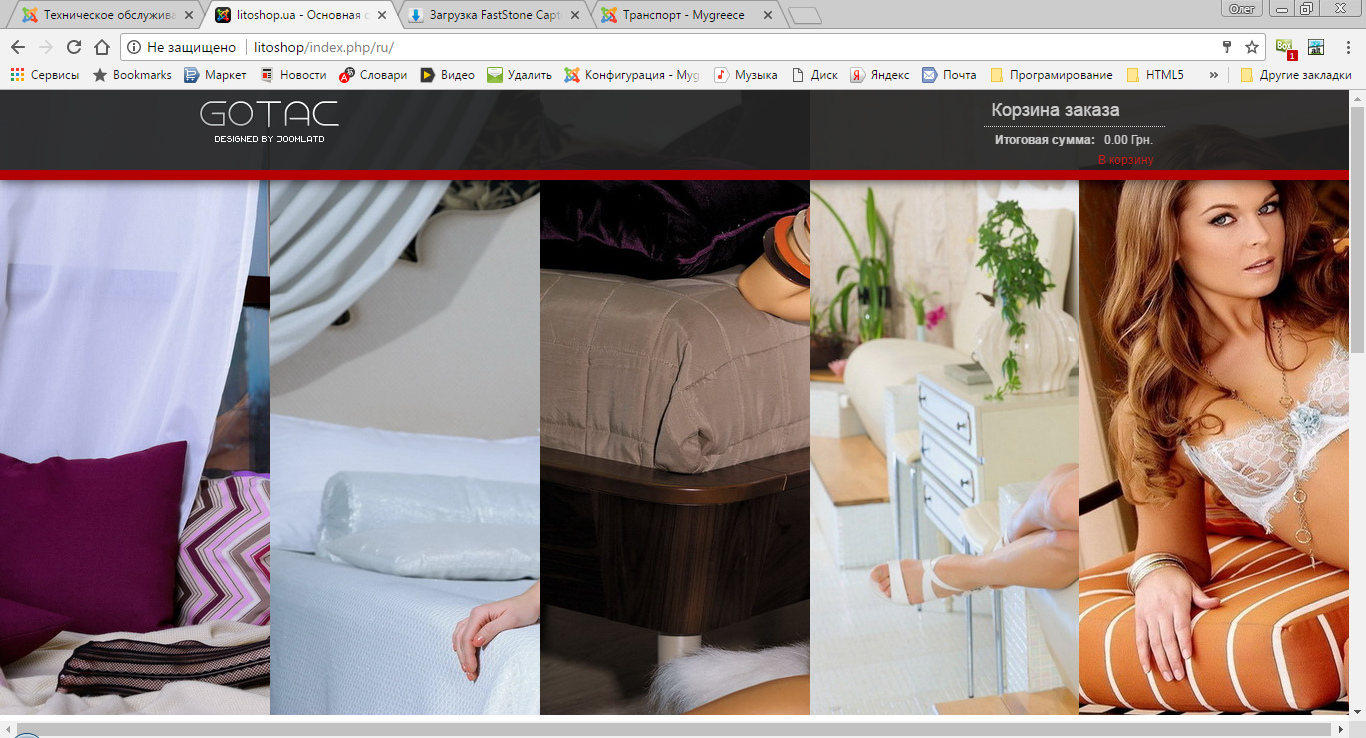 Техническое обслужива
litoshop.ua - Основная с
Загрузка FastStone Capt
Транспорт - Mygreece
Олег
Не защищено
litoshop/index.php/ru/
Box
1
Сервисы
Bookmarks
Маркет
Новости
Словари
Видео
Удалить
Конфигурация - Myg
Музыка
Диск
Яндекс
Почта
Програмирование
HTML5
»
Другие закладки
GOTAC
DESIGNED BY JOOMLATD
Корзина заказа
Итоговая сумма: 0.00 Грн.
В корзину